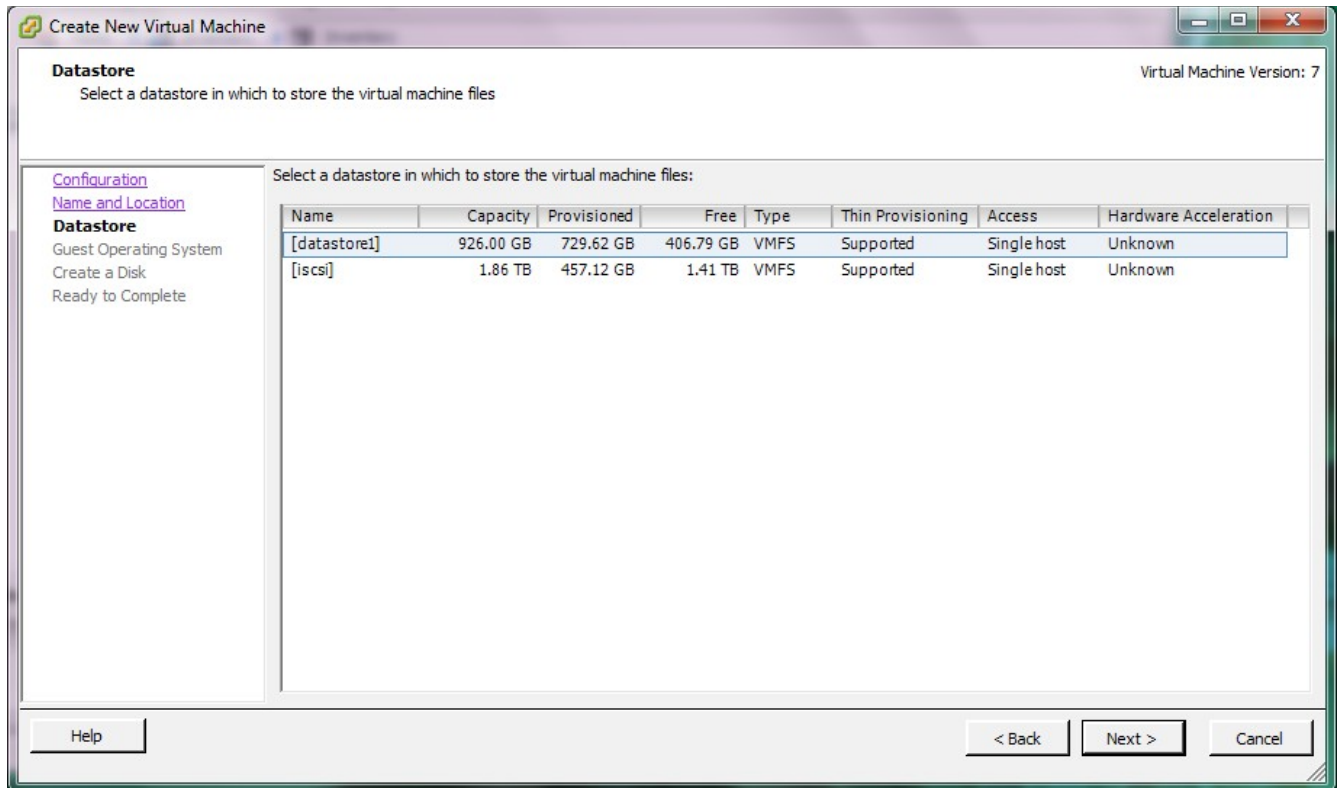 Create New Virtual Machine
Datastore
Select a datastore in which to store the virtual machine files
Virtual Machine Version: 7
Configuration
Name and Location
Datastore
Guest Operating System
Create a Disk
Ready to Complete
Select a datastore in which to store the virtual machine files:
Name Capacity Provisioned Free Type Thin Provisioning Access Hardware Acceleration
[datastore1] 926.00 GB 729.62 GB 406.79 GB VMFS Supported Single host Unknown
[iscsi] 1.86 TB 457.12 GB 1.41 TB VMFS Supported Single host Unknown
Help
< Back
Next >
Cancel